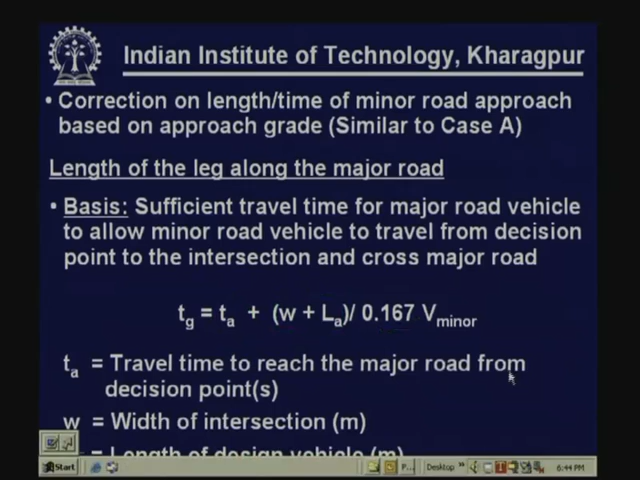 Indian Institute of Technology, Kharagpur
• Correction on length/time of minor road approach
based on approach grade (Similar to Case A)
Length of the leg along the major road
• Basis: Sufficient travel time for major road vehicle
to allow minor road vehicle to travel from decision
point to the intersection and cross major road
tg = ta + (w + La)/ 0.167 Vminor
ta = Travel time to reach the major road from
decision point(s)
w = Width of intersection (m)
= Length of design vehicle (m)
Start
P...
Desktop »
6:44 PM